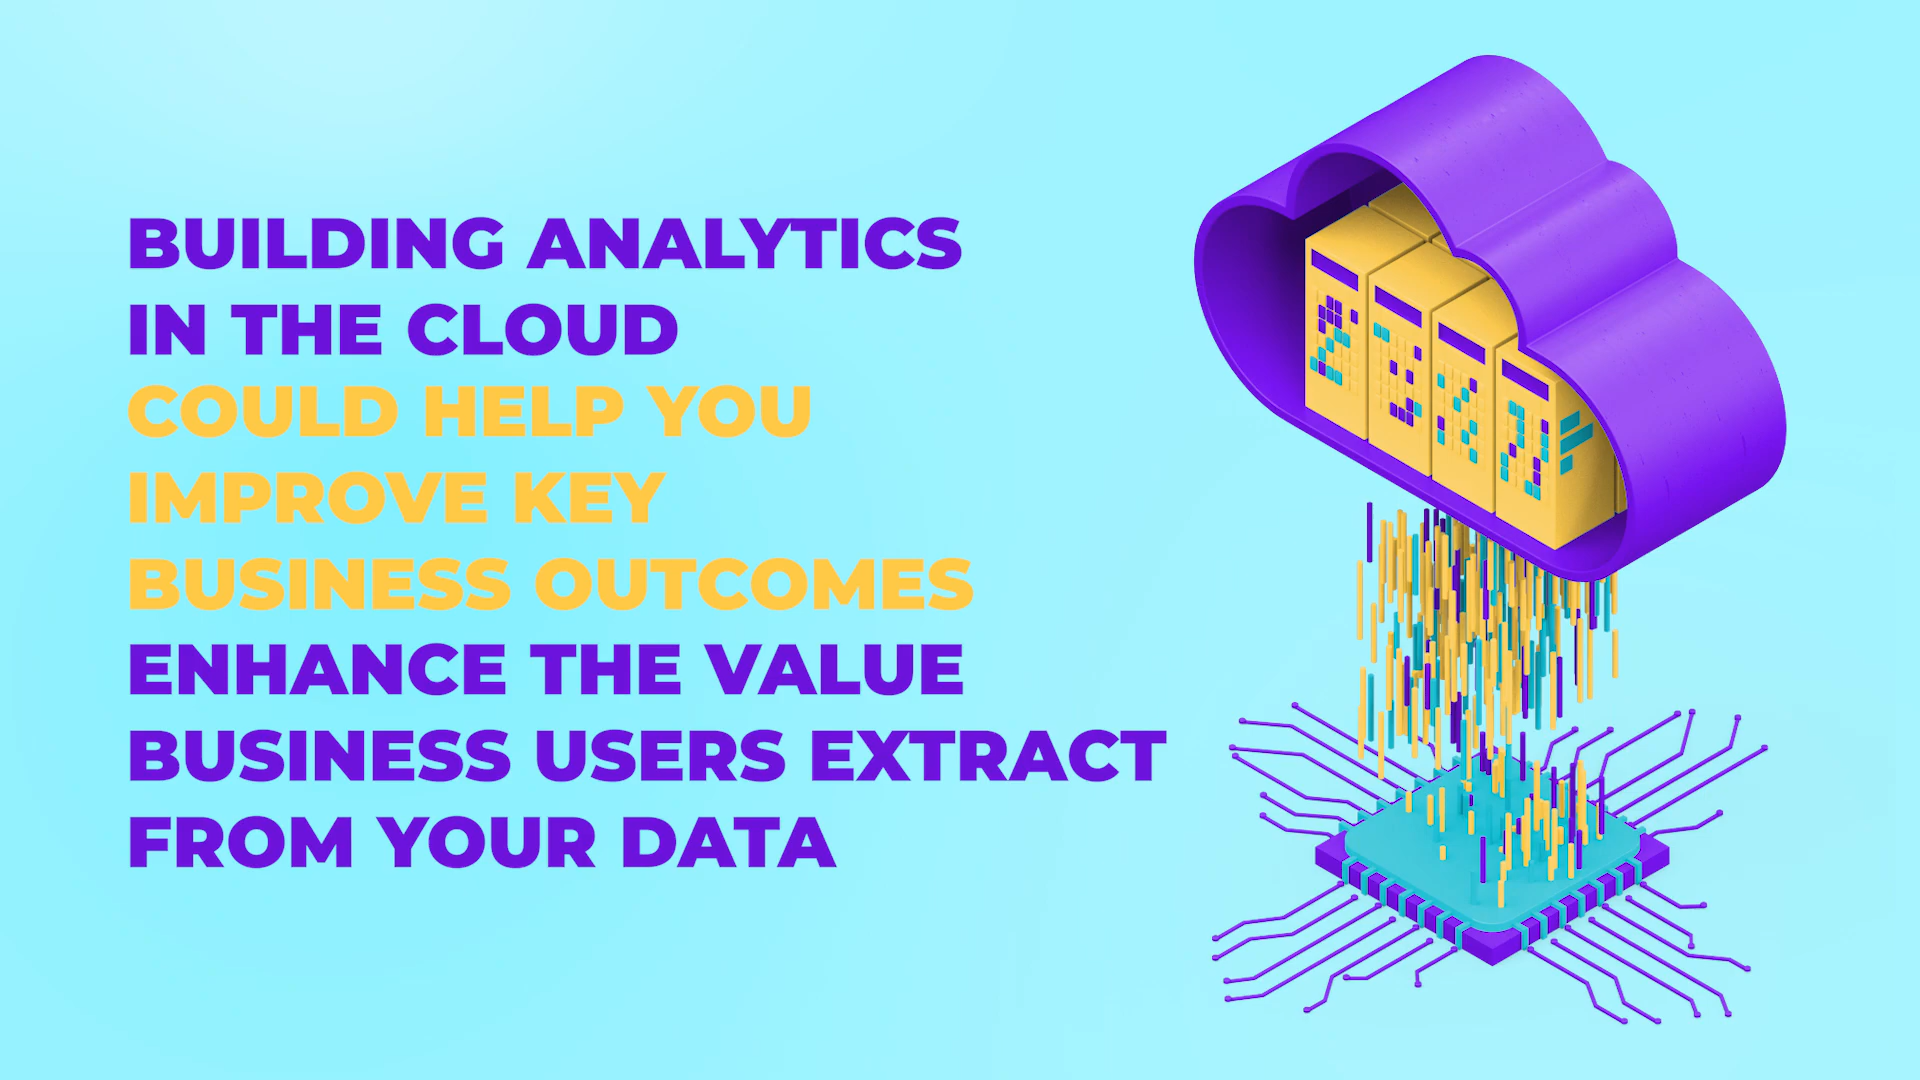 BUILDING ANALYTICS
IN THE CLOUD
COULD HELP YOU
IMPROVE KEY
BUSINESS OUTCOMES
ENHANCE THE VALUE
BUSINESS USERS EXTRACT
FROM YOUR DATA